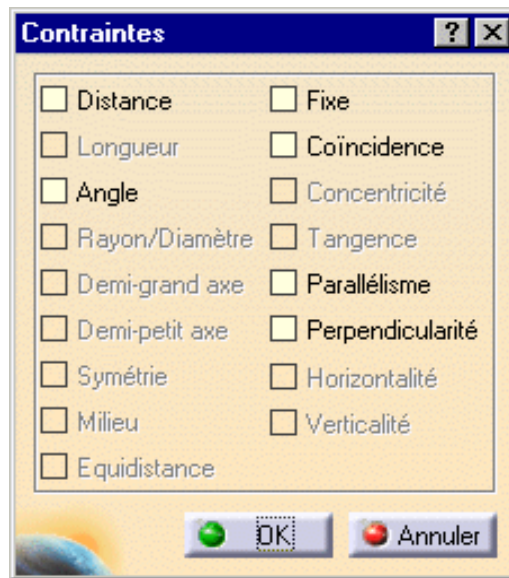 Contraintes ?
Distance Fixe
Longueur Coïncidence
Angle Concentricité
Rayon/Diamètre Tangence
Demi-grand axe Parallélisme
Demi-petit axe Perpendicularité
Symétrie Horizontalité
Milieu Verticalité
Equidistance
OK Annuler